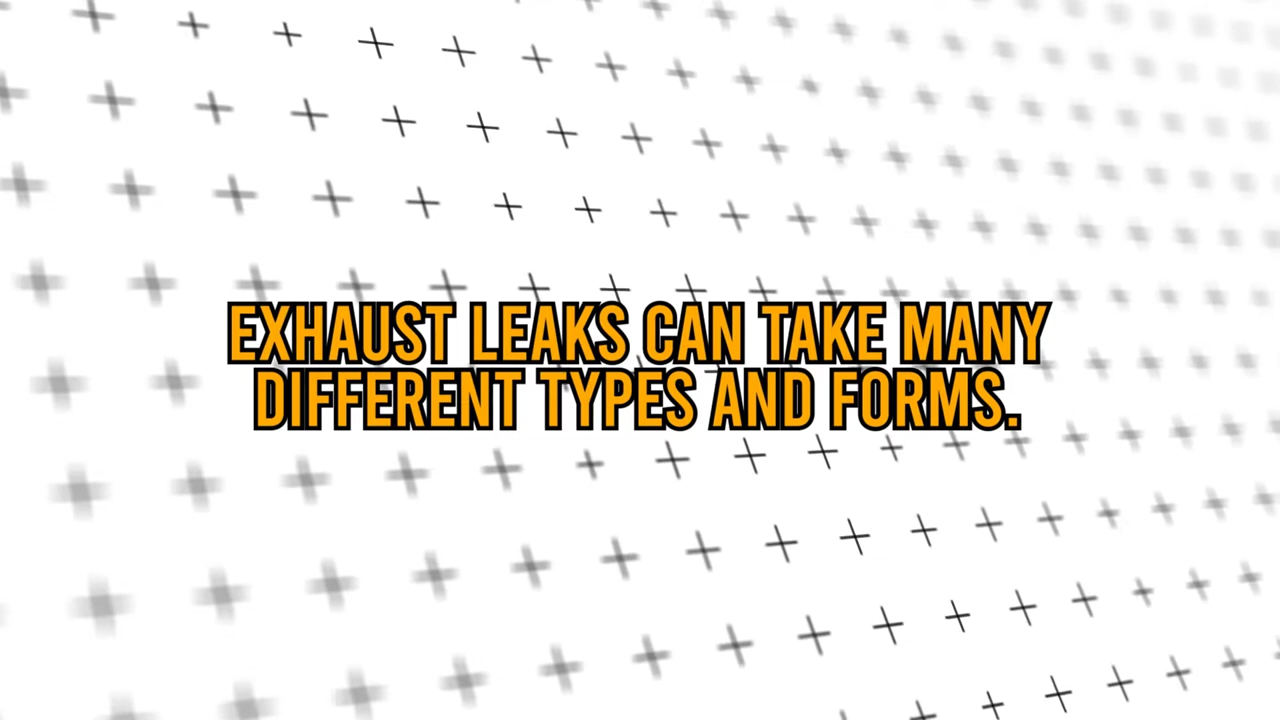 EXHAUST LEAKS CAN TAKE MANY
DIFFERENT TYPES AND FORMS.